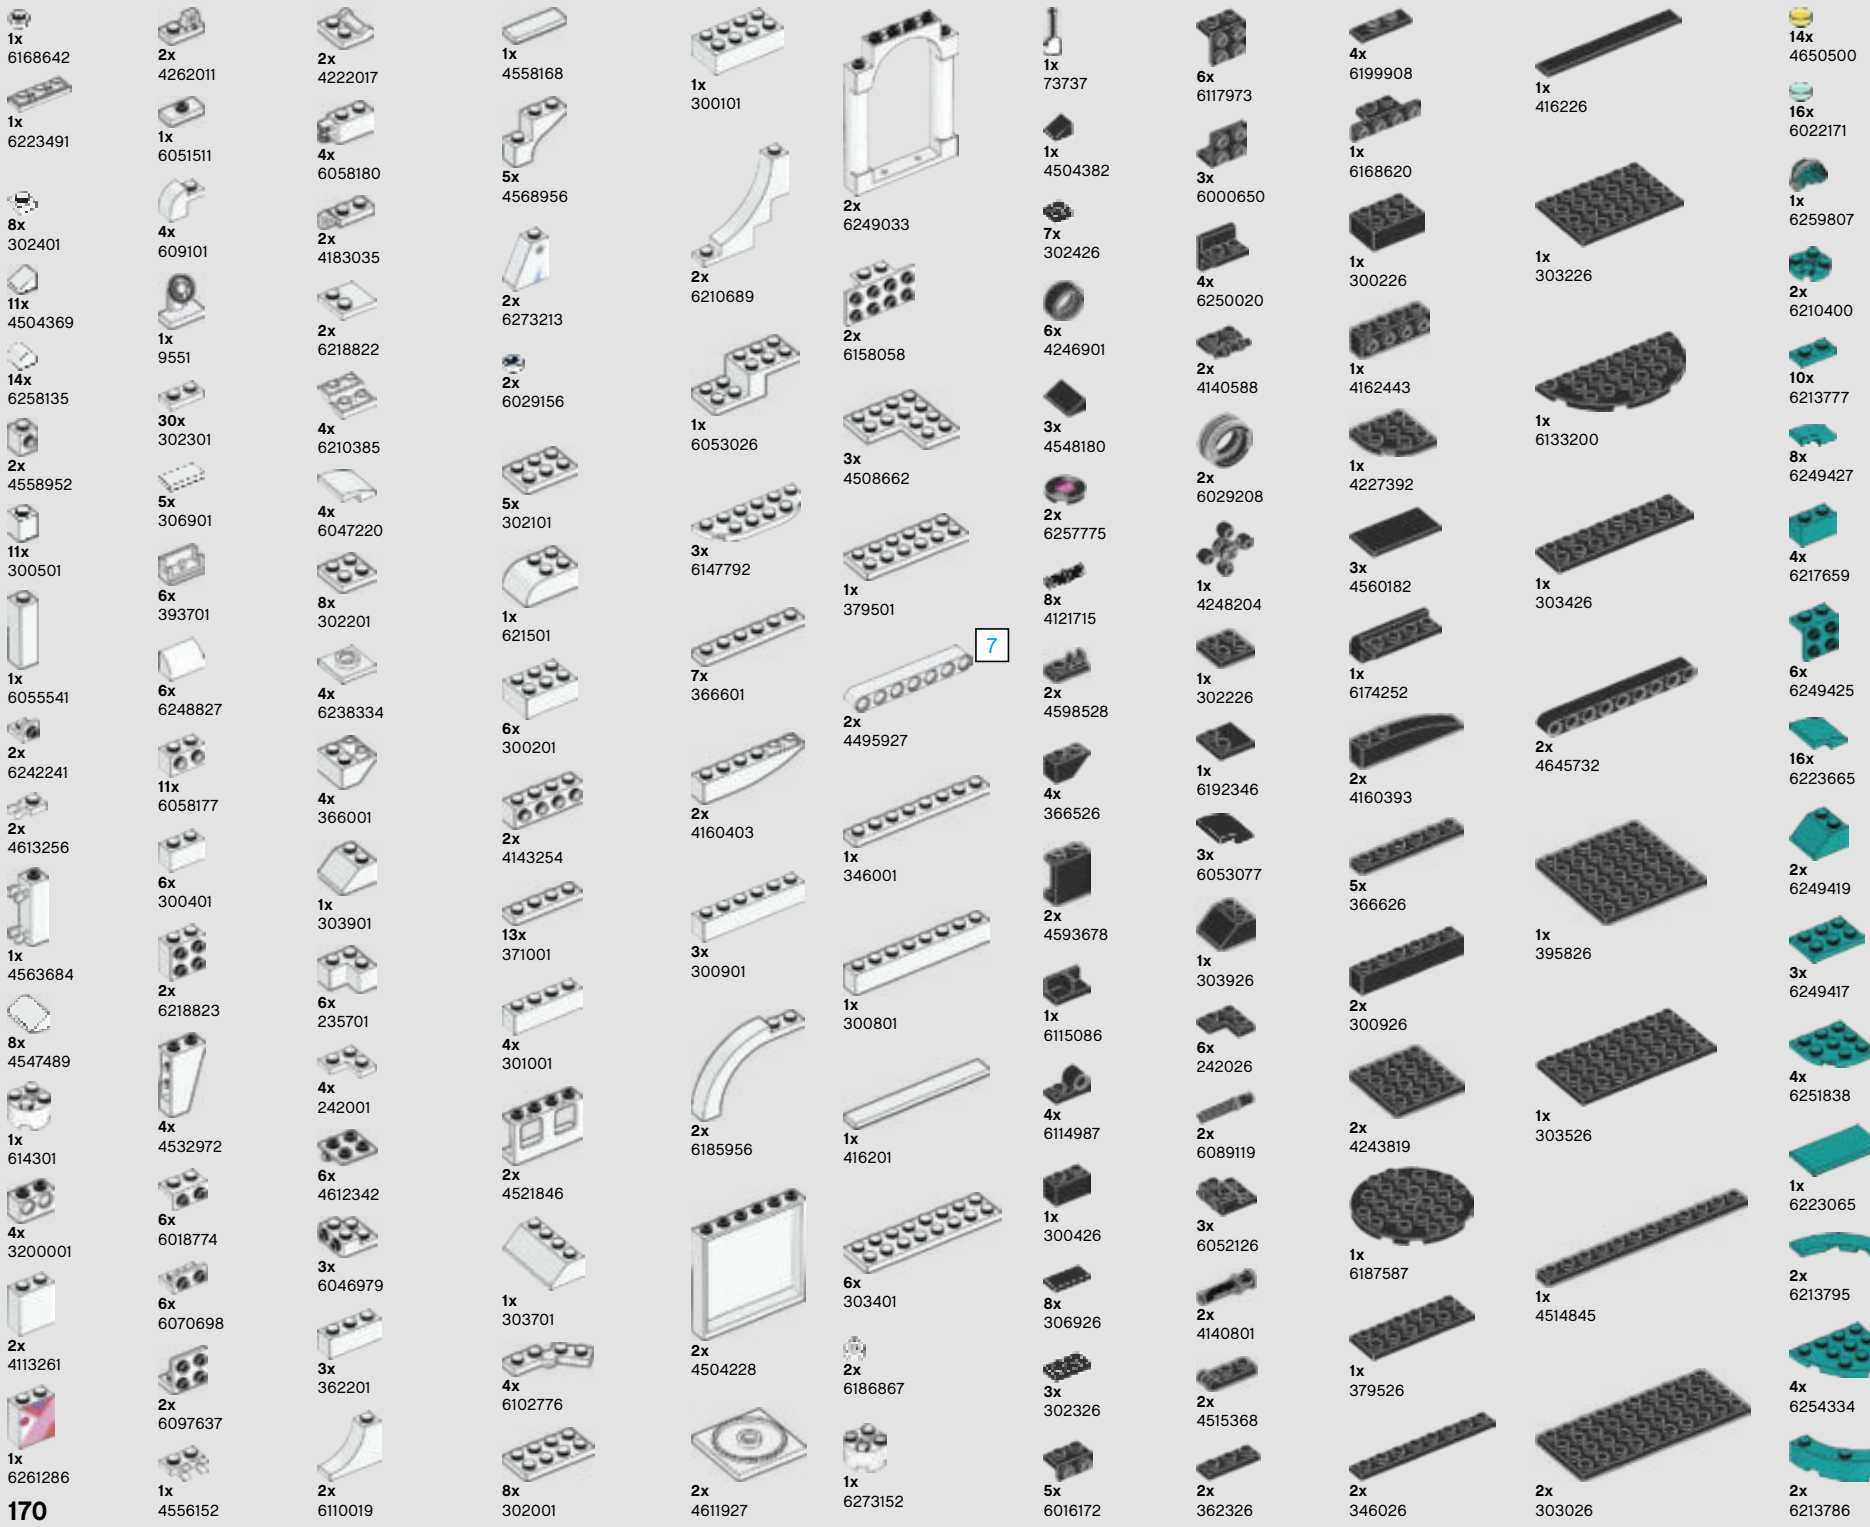 1x
6168642
1x
6223491
8x
302401
11x
4504369
14x
6258135
2x
4558952
11x
300501
1x
6055541
2x
6242241
2x
4613256
1x
4563684
8x
4547489
1x
614301
4x
3200001
2x
4113261
1x
6261286
170
2x
4262011
1x
6051511
4x
609101
1x
9551
30x
302301
5x
306901
6x
393701
6x
6248827
11x
6058177
6x
300401
2x
6218823
4x
4532972
6x
6018774
6x
6070698
2x
6097637
1x
4556152
2x
4222017
4x
6058180
2x
4183035
2x
6218822
4x
6210385
4x
6047220
8x
302201
4x
6238334
4x
366001
1x
303901
6x
235701
4x
242001
6x
4612342
3x
6046979
3x
362201
2x
6110019
1x
4558168
5x
4568956
2x
6273213
2x
6029156
5x
302101
1x
621501
6x
300201
2x
4143254
13x
371001
4x
301001
2x
4521846
1x
303701
4x
6102776
8x
302001
1x
300101
2x
6210689
1x
6053026
3x
6147792
7x
366601
2x
4160403
3x
300901
2x
6185956
2x
4504228
2x
4611927
2x
6249033
2x
6158058
3x
4508662
1x
379501
7
2x
4495927
1x
346001
1x
300801
1x
416201
6x
303401
2x
6186867
1x
6273152
1x
73737
1x
4504382
7x
302426
6x
4246901
3x
4548180
2x
6257775
8x
4121715
2x
4598528
4x
366526
2x
4593678
1x
6115086
4x
6114987
1x
300426
8x
306926
3x
302326
5x
6016172
6x
6117973
3x
6000650
4x
6250020
2x
4140588
2x
6029208
1x
4248204
1x
302226
1x
6192346
3x
6053077
1x
303926
6x
242026
2x
6089119
3x
6052126
2x
4140801
2x
4515368
2x
362326
4x
6199908
1x
6168620
1x
300226
1x
4162443
1x
4227392
3x
4560182
1x
6174252
2x
4160393
5x
366626
2x
300926
2x
4243819
1x
6187587
1x
379526
2x
346026
1x
416226
1x
303226
1x
6133200
1x
303426
2x
4645732
1x
395826
1x
303526
1x
4514845
2x
303026
14x
4650500
16x
6022171
1x
6259807
2x
6210400
10x
6213777
8x
6249427
4x
6217659
6x
6249425
16x
6223665
2x
6249419
3x
6249417
4x
6251838
1x
6223065
2x
6213795
4x
6254334
2x
6213786